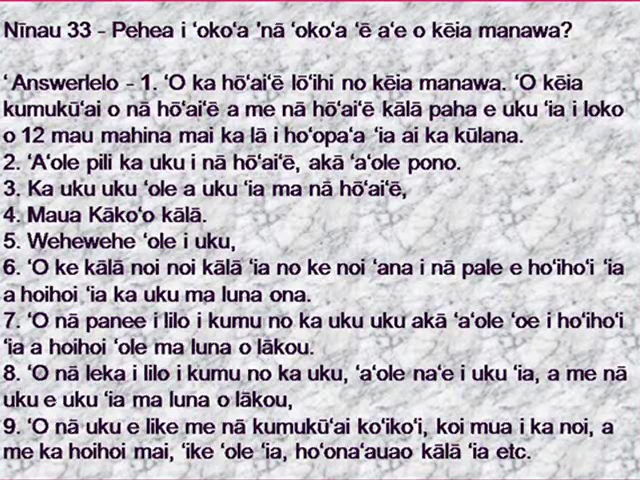 Nīnau 33 - Pehea i ʻokoʻa 'nā ʻokoʻa ʻē aʻe o kēia manawa?
ʻ Answerlelo - 1. ʻO ka hōʻaiʻē lōʻihi no kēia manawa. ʻO kēia
kumukūʻai o nā hōʻaiʻē a me nā hōʻaiʻē kālā paha e uku ʻia i loko
o 12 mau mahina mai ka lā i hoʻopaʻa ʻia ai ka kūlana.
2. ʻAʻole pili ka uku i nā hōʻaiʻē, akā ʻaʻole pono.
3. Ka uku uku ʻole a uku ʻia ma nā hōʻaiʻē,
4. Maua Kākoʻo kālā.
5. Wehewehe ʻole i uku,
6. ʻO ke kālā noi noi kālā ʻia no ke noi ʻana i nā pale e hoʻihoʻi ʻia
a hoihoi ʻia ka uku ma luna ona.
7. ʻO nā panee i lilo i kumu no ka uku uku akā ʻaʻole ʻoe i hoʻihoʻi
ʻia a hoihoi ʻole ma luna o lākou.
8. ʻO nā leka i lilo i kumu no ka uku, ʻaʻole naʻe i uku ʻia, a me nā
uku e uku ʻia ma luna o lākou,
9. ʻO nā uku e like me nā kumukūʻai koʻikoʻi, koi mua i ka noi, a
me ka hoihoi mai, ʻike ʻole ʻia, hoʻonaʻauao kālā ʻia etc.